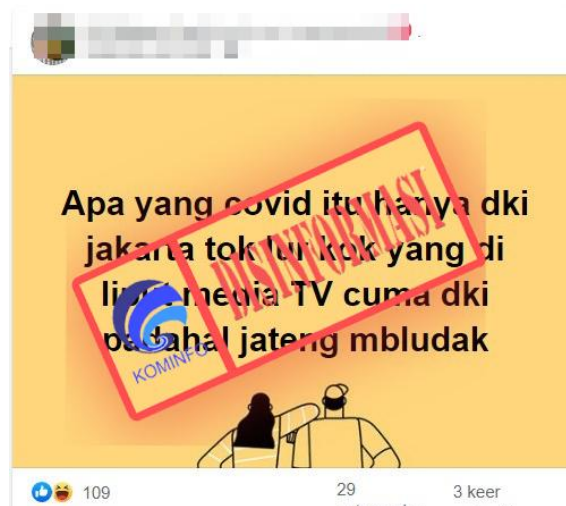 Apa yang covid itu hanya dki
jakarta tok lur kok yang di
liput media TV cuma dki
padahal jateng mbludak
DISINFORMASI
KOMINFO
109
29
3 keer